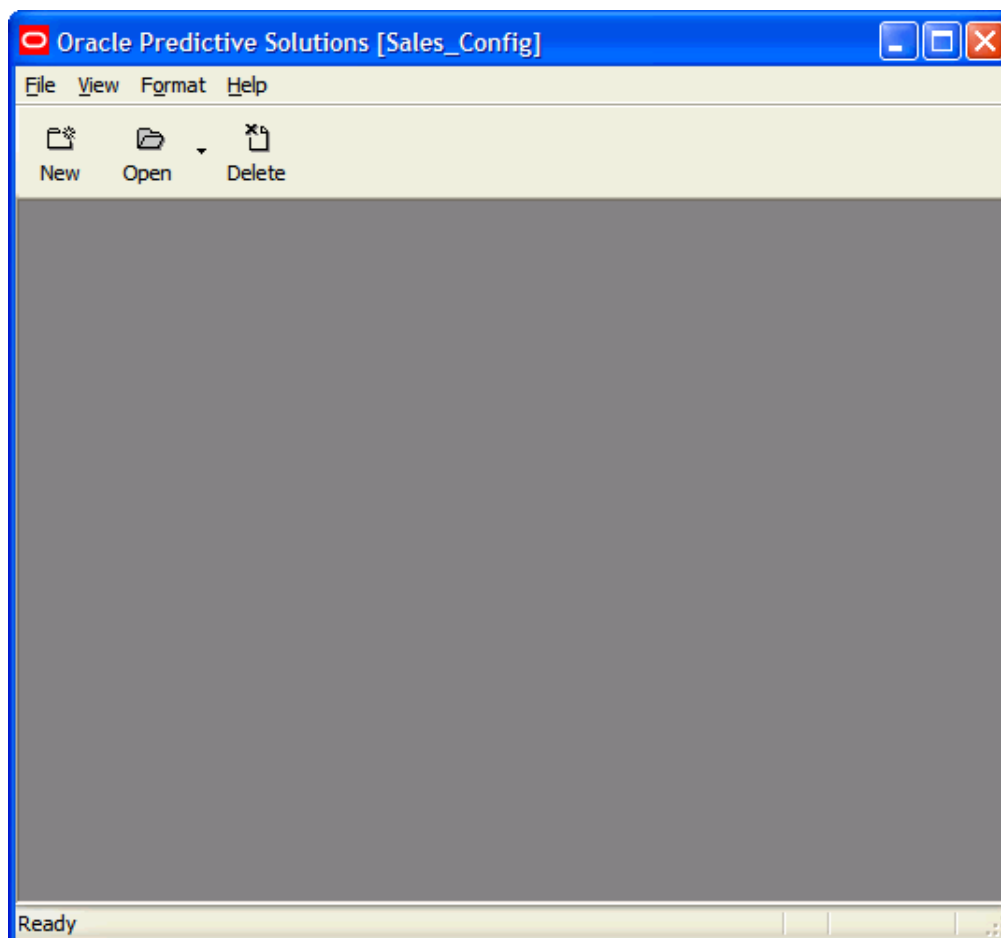 Oracle Predictive Solutions [Sales_Config]
File View Format Help
New Open Delete
Ready